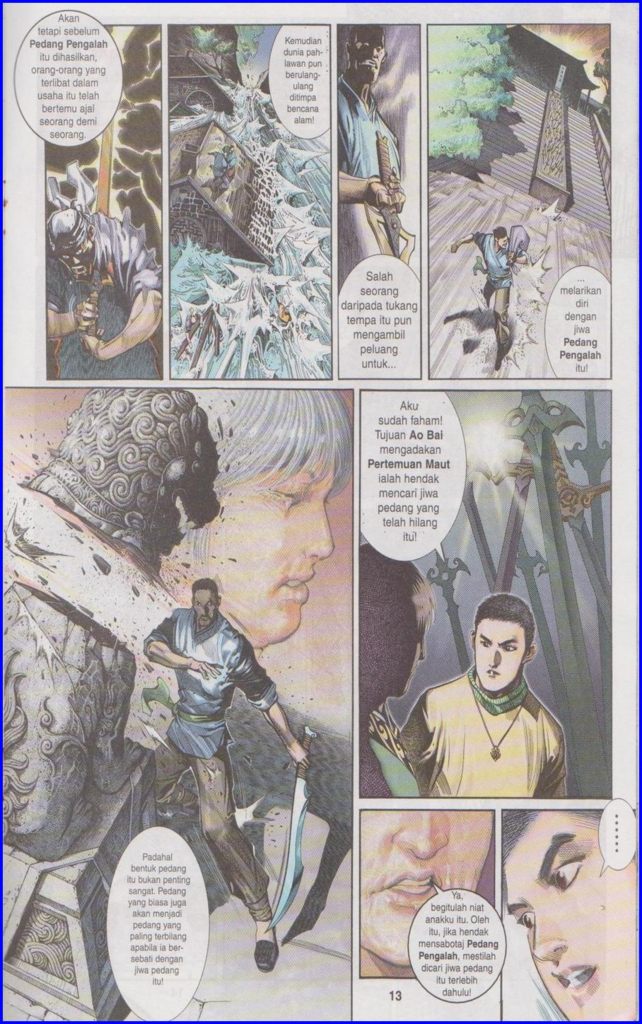 Akan
tetapi sebelum
Pedang Pengalah
itu dihasilkan,
orang-orang yang
terlibat dalam
usaha itu telah
bertemu ajal
seorang demi
seorang.
Kemudian
dunia pah-
lawan pun
berulang-
ulang
ditimpa
bencana
alam!
Salah
seorang
daripada tukang
tempa itu pun
mengambil
peluang
untuk...
...
melarikan
diri
dengan
jiwa
Pedang
Pengalah
itu!
Padahal
bentuk pedang
itu bukan penting
sangat. Pedang
yang biasa juga
akan menjadi
pedang yang
paling terbilang
apabila ia ber-
sebati dengan
jiwa pedang
itu!
Aku
sudah faham!
Tujuan Ao Bai
mengadakan
Pertemuan Maut
ialah hendak
mencari jiwa
pedang yang
telah hilang
itu!
Ya,
begitulah niat
anakku itu. Oleh
itu, jika hendak
mensabotaj Pedang
Pengalah, mestilah
dicari jiwa pedang
itu terlebih
dahulu!
......
13